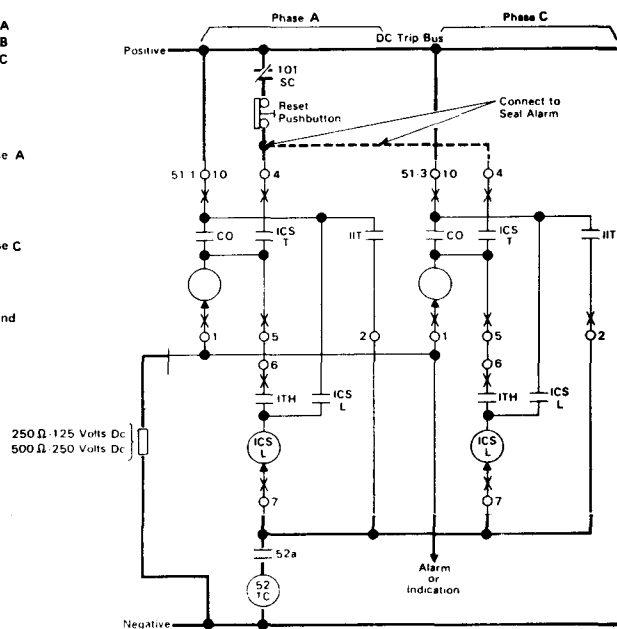 A
B
C
se A
se C
nd
Phase A
Phase C
DC Trip Bus
Positive
101
SC
Reset
Pushbutton
Connect to
Seal Alarm
51-1 10
4
51-3 10
4
CO
ICS
T
IIT
CO
ICS
T
IIT
1
5
2
1
5
2
6
6
ITH
ICS
L
ITH
ICS
L
250 Ω-125 Volts Dc
500 Ω-250 Volts Dc
ICS
L
ICS
L
7
7
52a
52
TC
Alarm
or
Indication
Negative